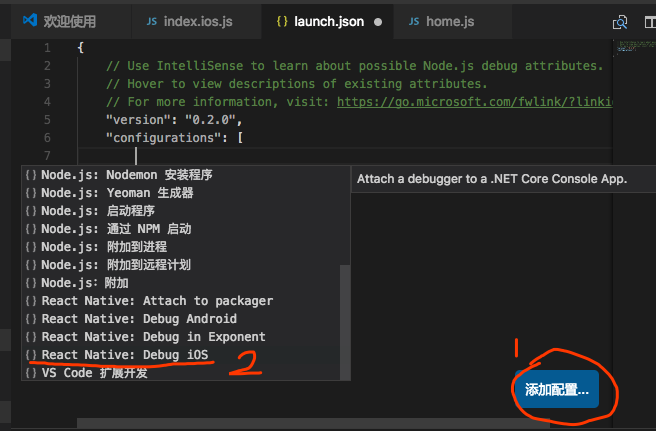 欢迎使用 JS index.ios.js {} launch.json JS home.js
1 {
2 // Use IntelliSense to learn about possible Node.js debug attributes.
3 // Hover to view descriptions of existing attributes.
4 // For more information, visit: https://go.microsoft.com/fwlink/?linki
5 "version": "0.2.0",
6 "configurations": [
7
{} Node.js: Nodemon 安装程序
Attach a debugger to a .NET Core Console App.
{} Node.js: Yeoman 生成器
{} Node.js: 启动程序
{} Node.js: 通过 NPM 启动
{} Node.js: 附加到进程
{} Node.js: 附加到远程计划
{} Node.js: 附加
{} React Native: Attach to packager
{} React Native: Debug Android
{} React Native: Debug in Exponent
{} React Native: Debug iOS
{} VS Code 扩展开发
1
2
添加配置...